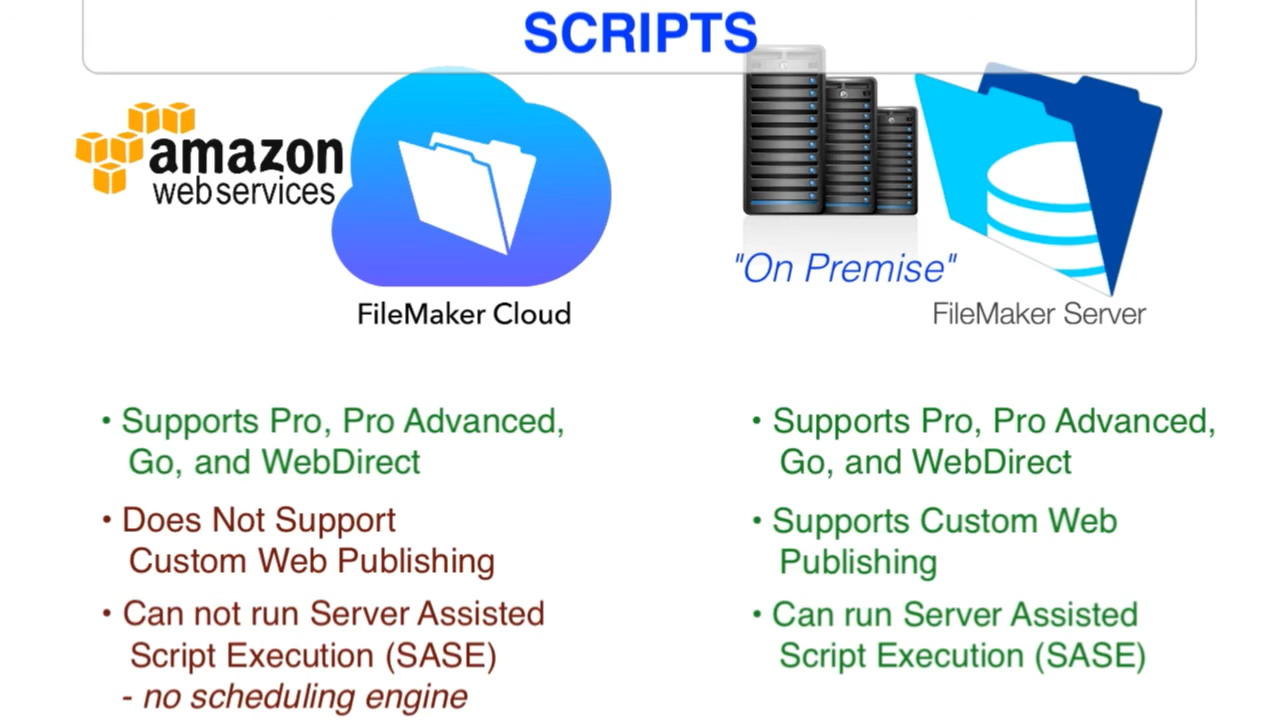 SCRIPTS
amazon
webservices
FileMaker Cloud
"On Premise"
FileMaker Server
• Supports Pro, Pro Advanced,
Go, and WebDirect
• Does Not Support
Custom Web Publishing
• Can not run Server Assisted
Script Execution (SASE)
- no scheduling engine
• Supports Pro, Pro Advanced,
Go, and WebDirect
• Supports Custom Web
Publishing
• Can run Server Assisted
Script Execution (SASE)